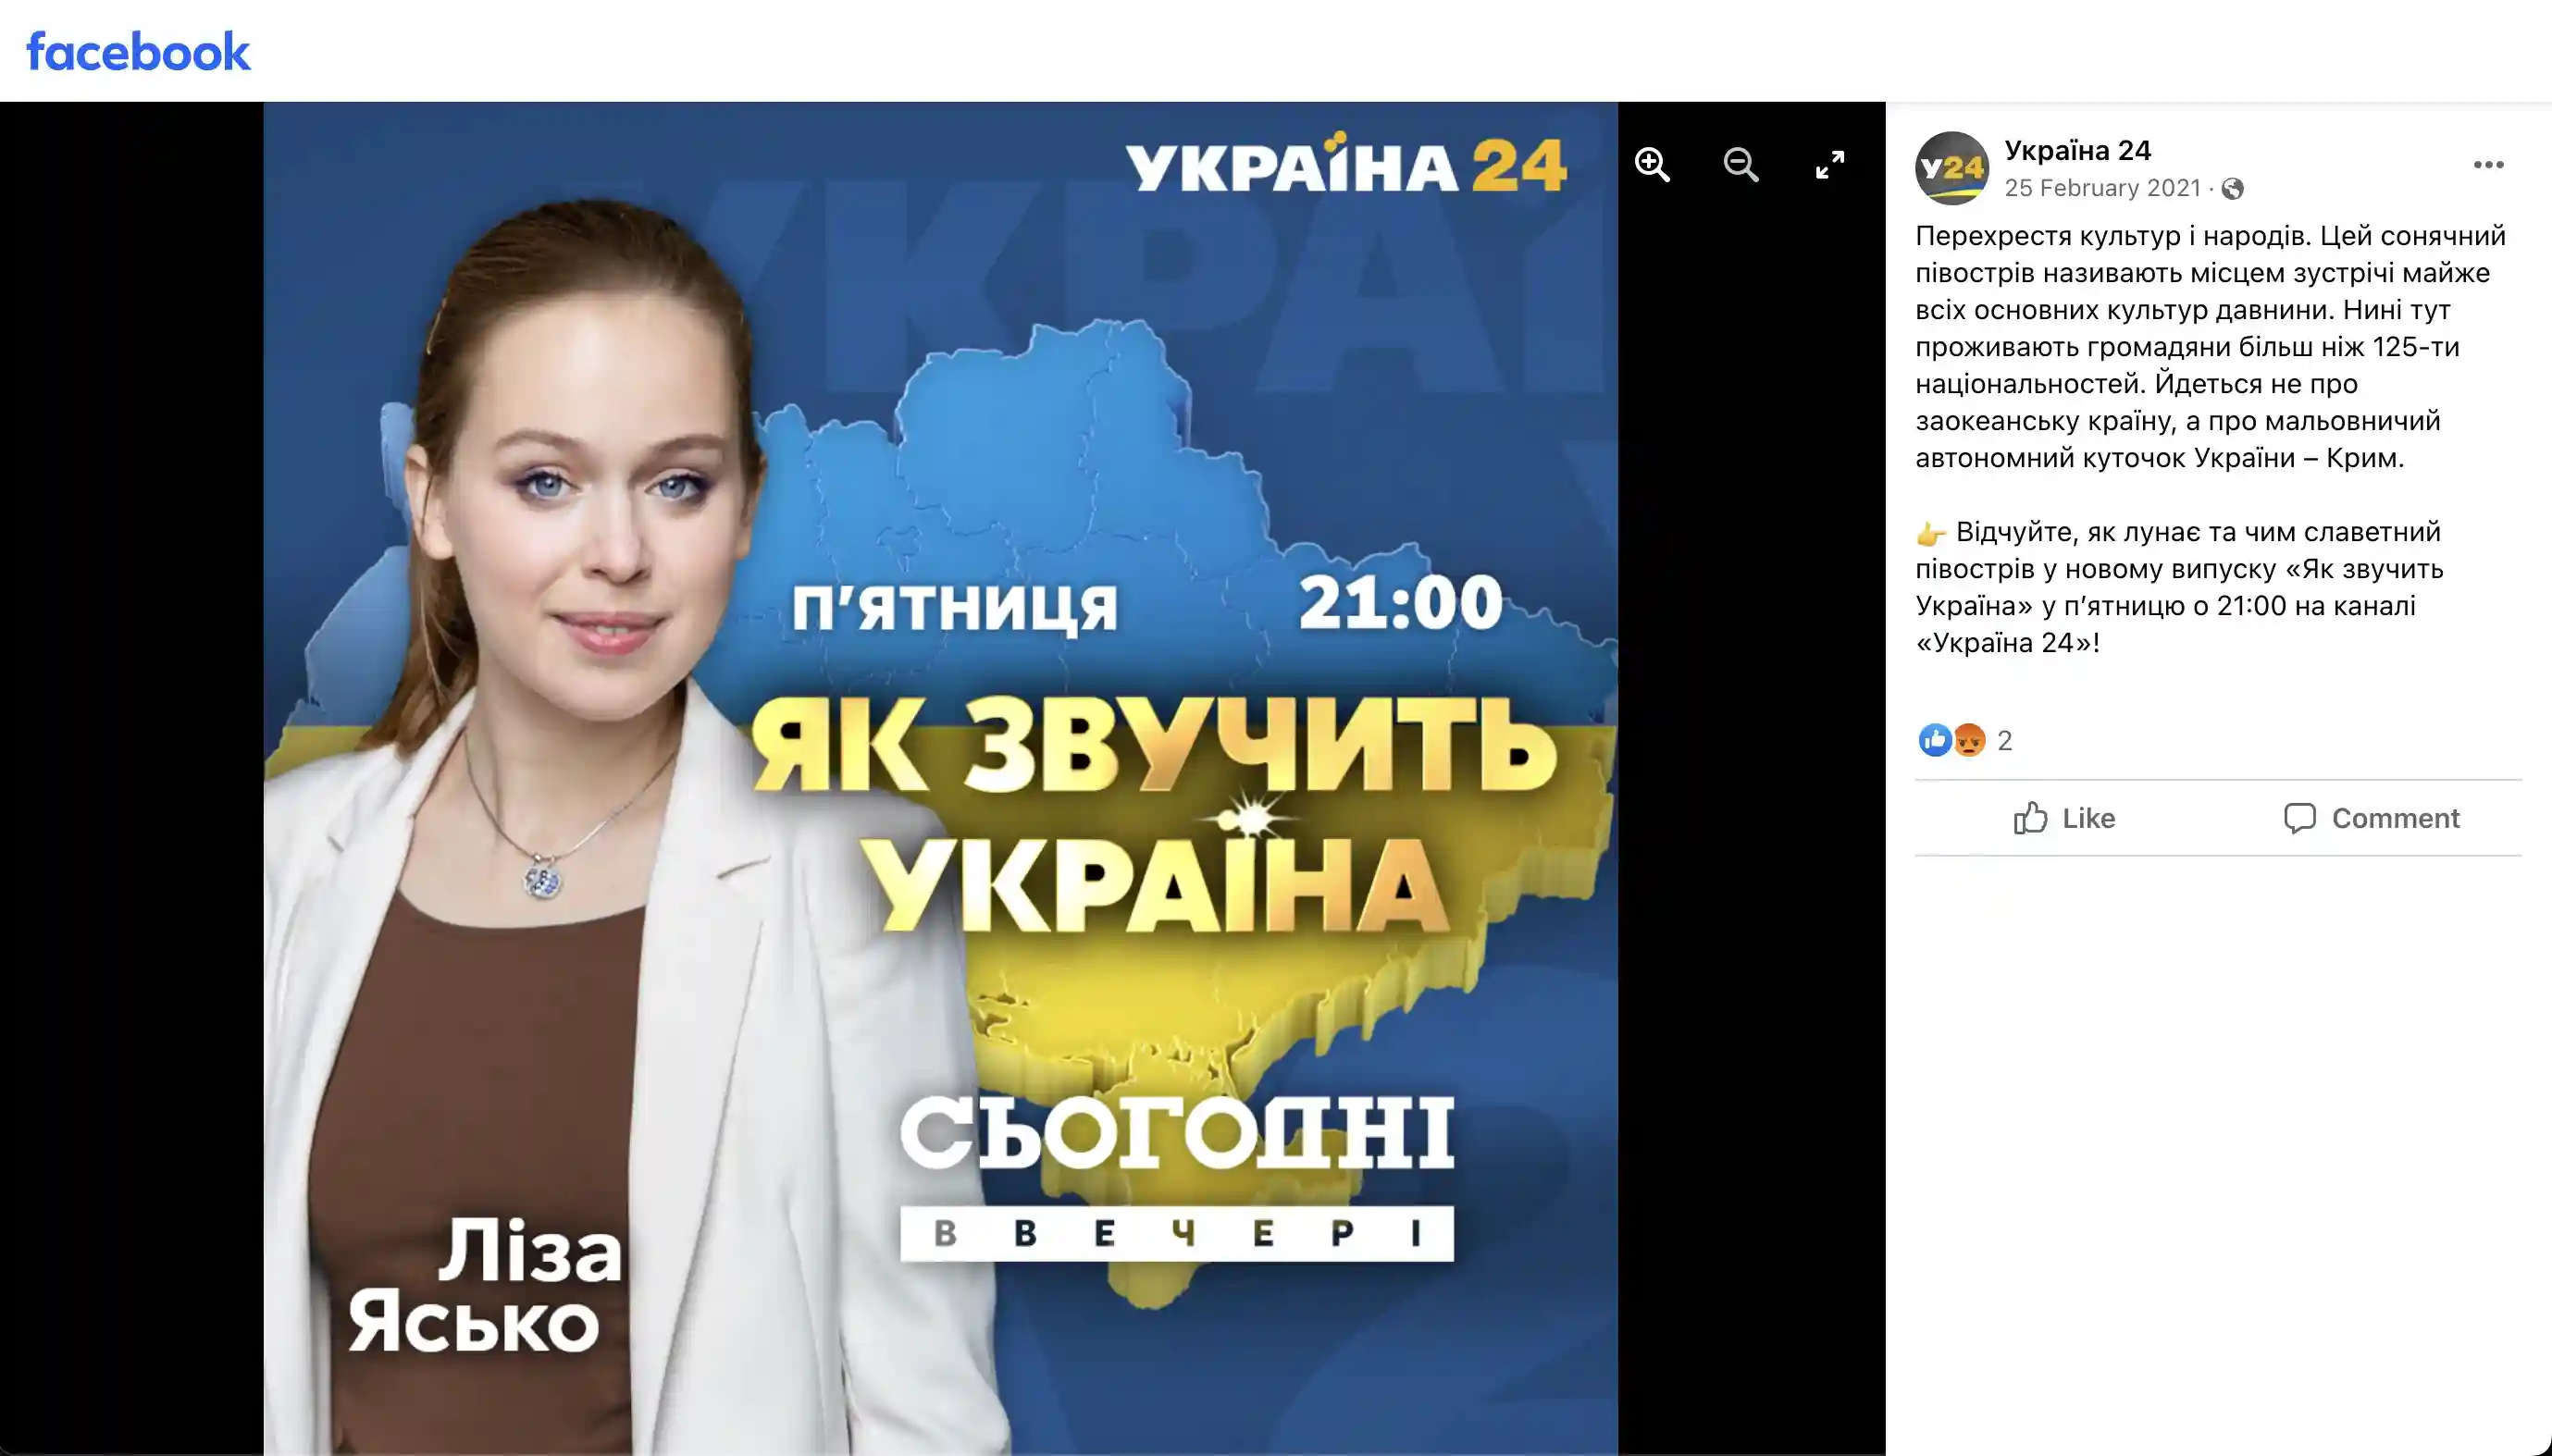 facebook
УКРАЇНА 24
П'ЯТНИЦЯ 21:00
ЯК ЗВУЧИТЬ
УКРАЇНА
СЬОГОДНІ
ВВЕЧЕРІ
Ліза
Ясько
У24
Україна 24
25 February 2021 ·
Перехрестя культур і народів. Цей сонячний
півострів називають місцем зустрічі майже
всіх основних культур давнини. Нині тут
проживають громадяни більш ніж 125-ти
національностей. Йдеться не про
заокеанську країну, а про мальовничий
автономний куточок України – Крим.
👉 Відчуйте, як лунає та чим славетний
півострів у новому випуску «Як звучить
Україна» у п’ятницю о 21:00 на каналі
«Україна 24»!
2
Like Comment